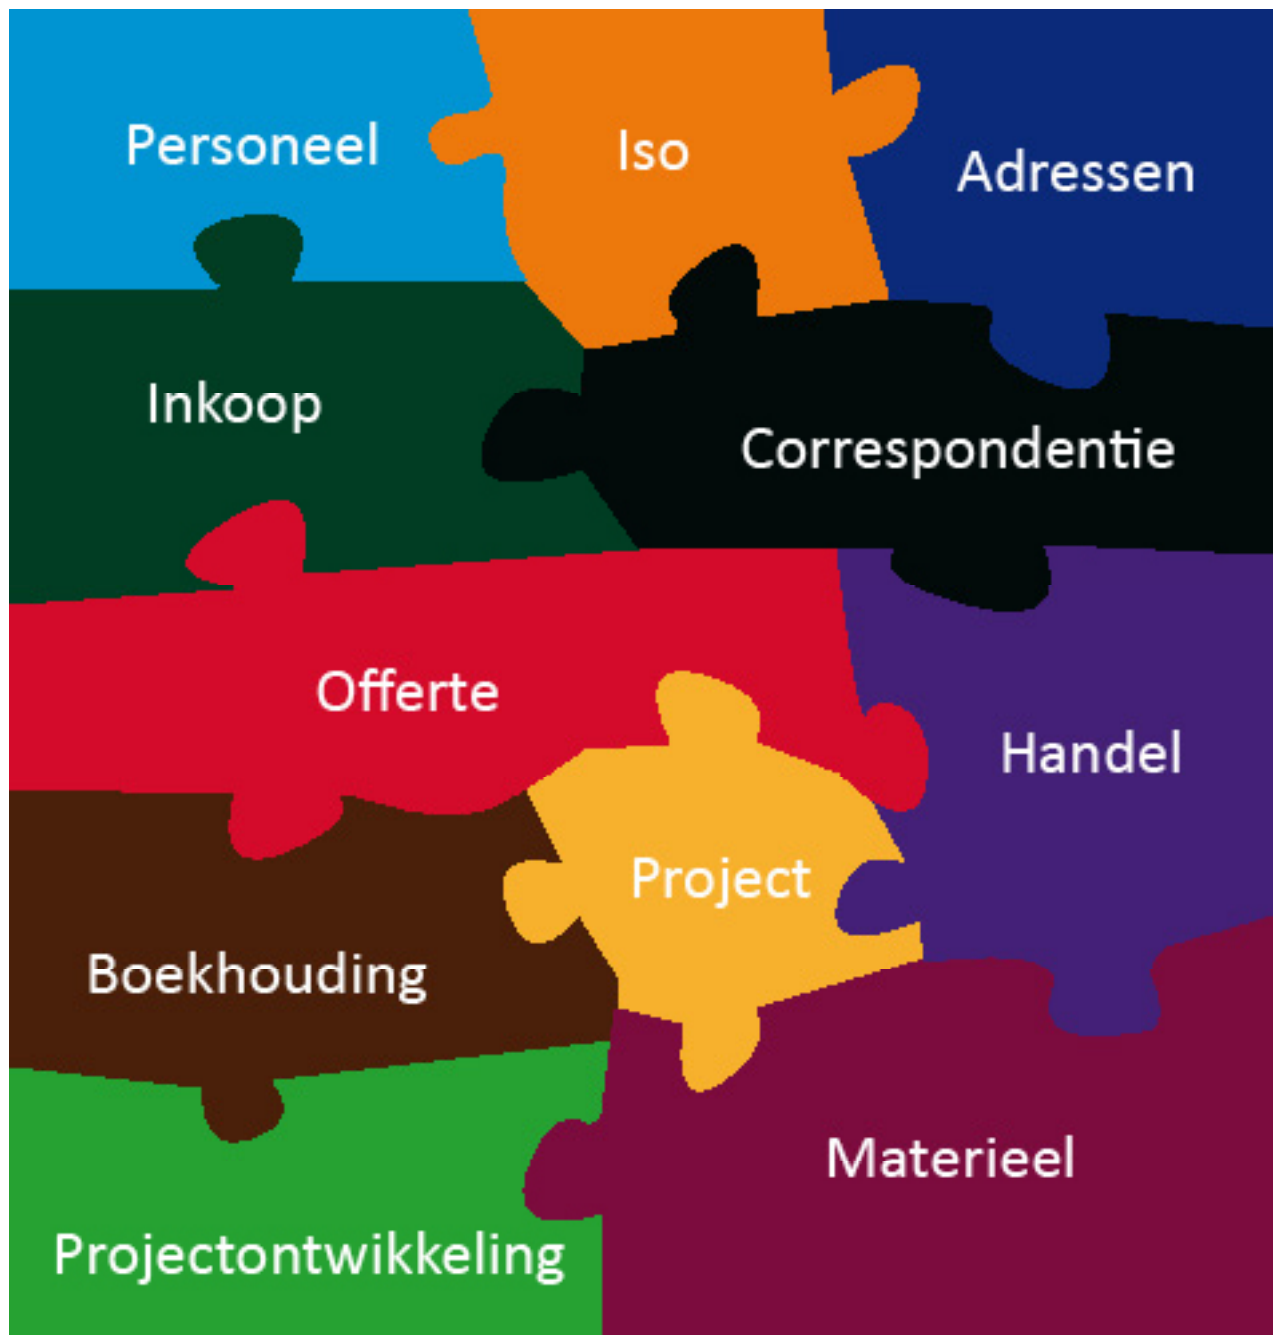 Personeel
Iso
Adressen
Inkoop
Correspondentie
Offerte
Handel
Project
Boekhouding
Materieel
Projectontwikkeling